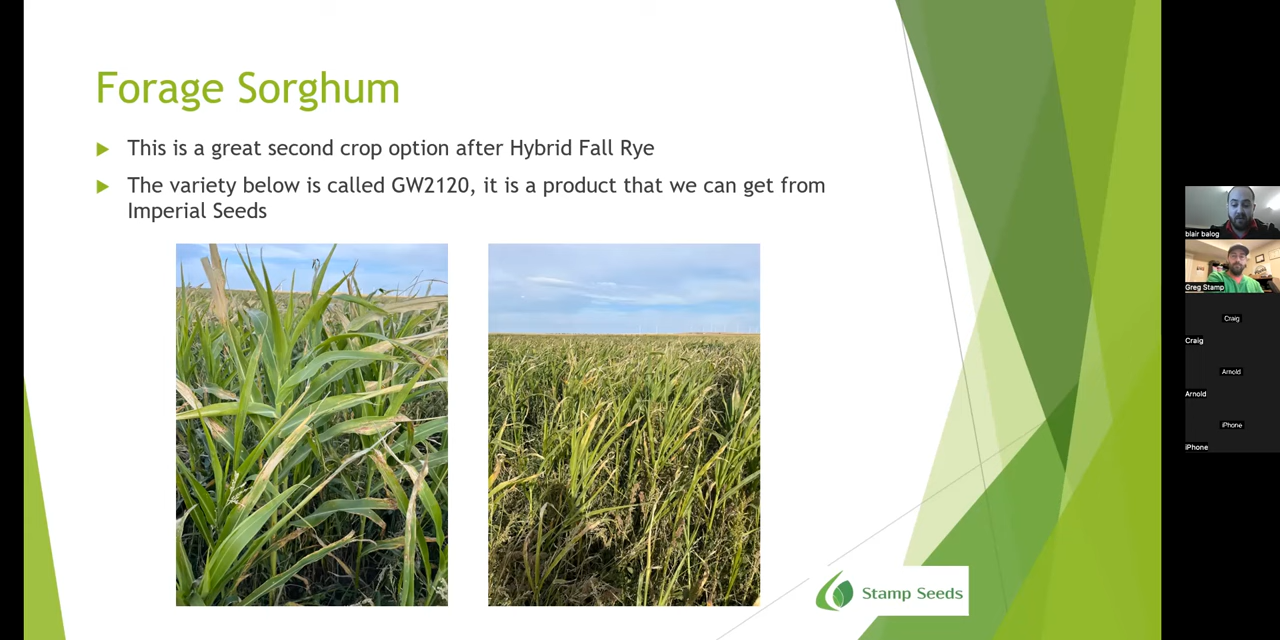 Forage Sorghum
This is a great second crop option after Hybrid Fall Rye
The variety below is called GW2120, it is a product that we can get from
Imperial Seeds
Stamp Seeds
blair balog
Greg Stamp
Craig
Craig
Arnold
Arnold
iPhone
iPhone